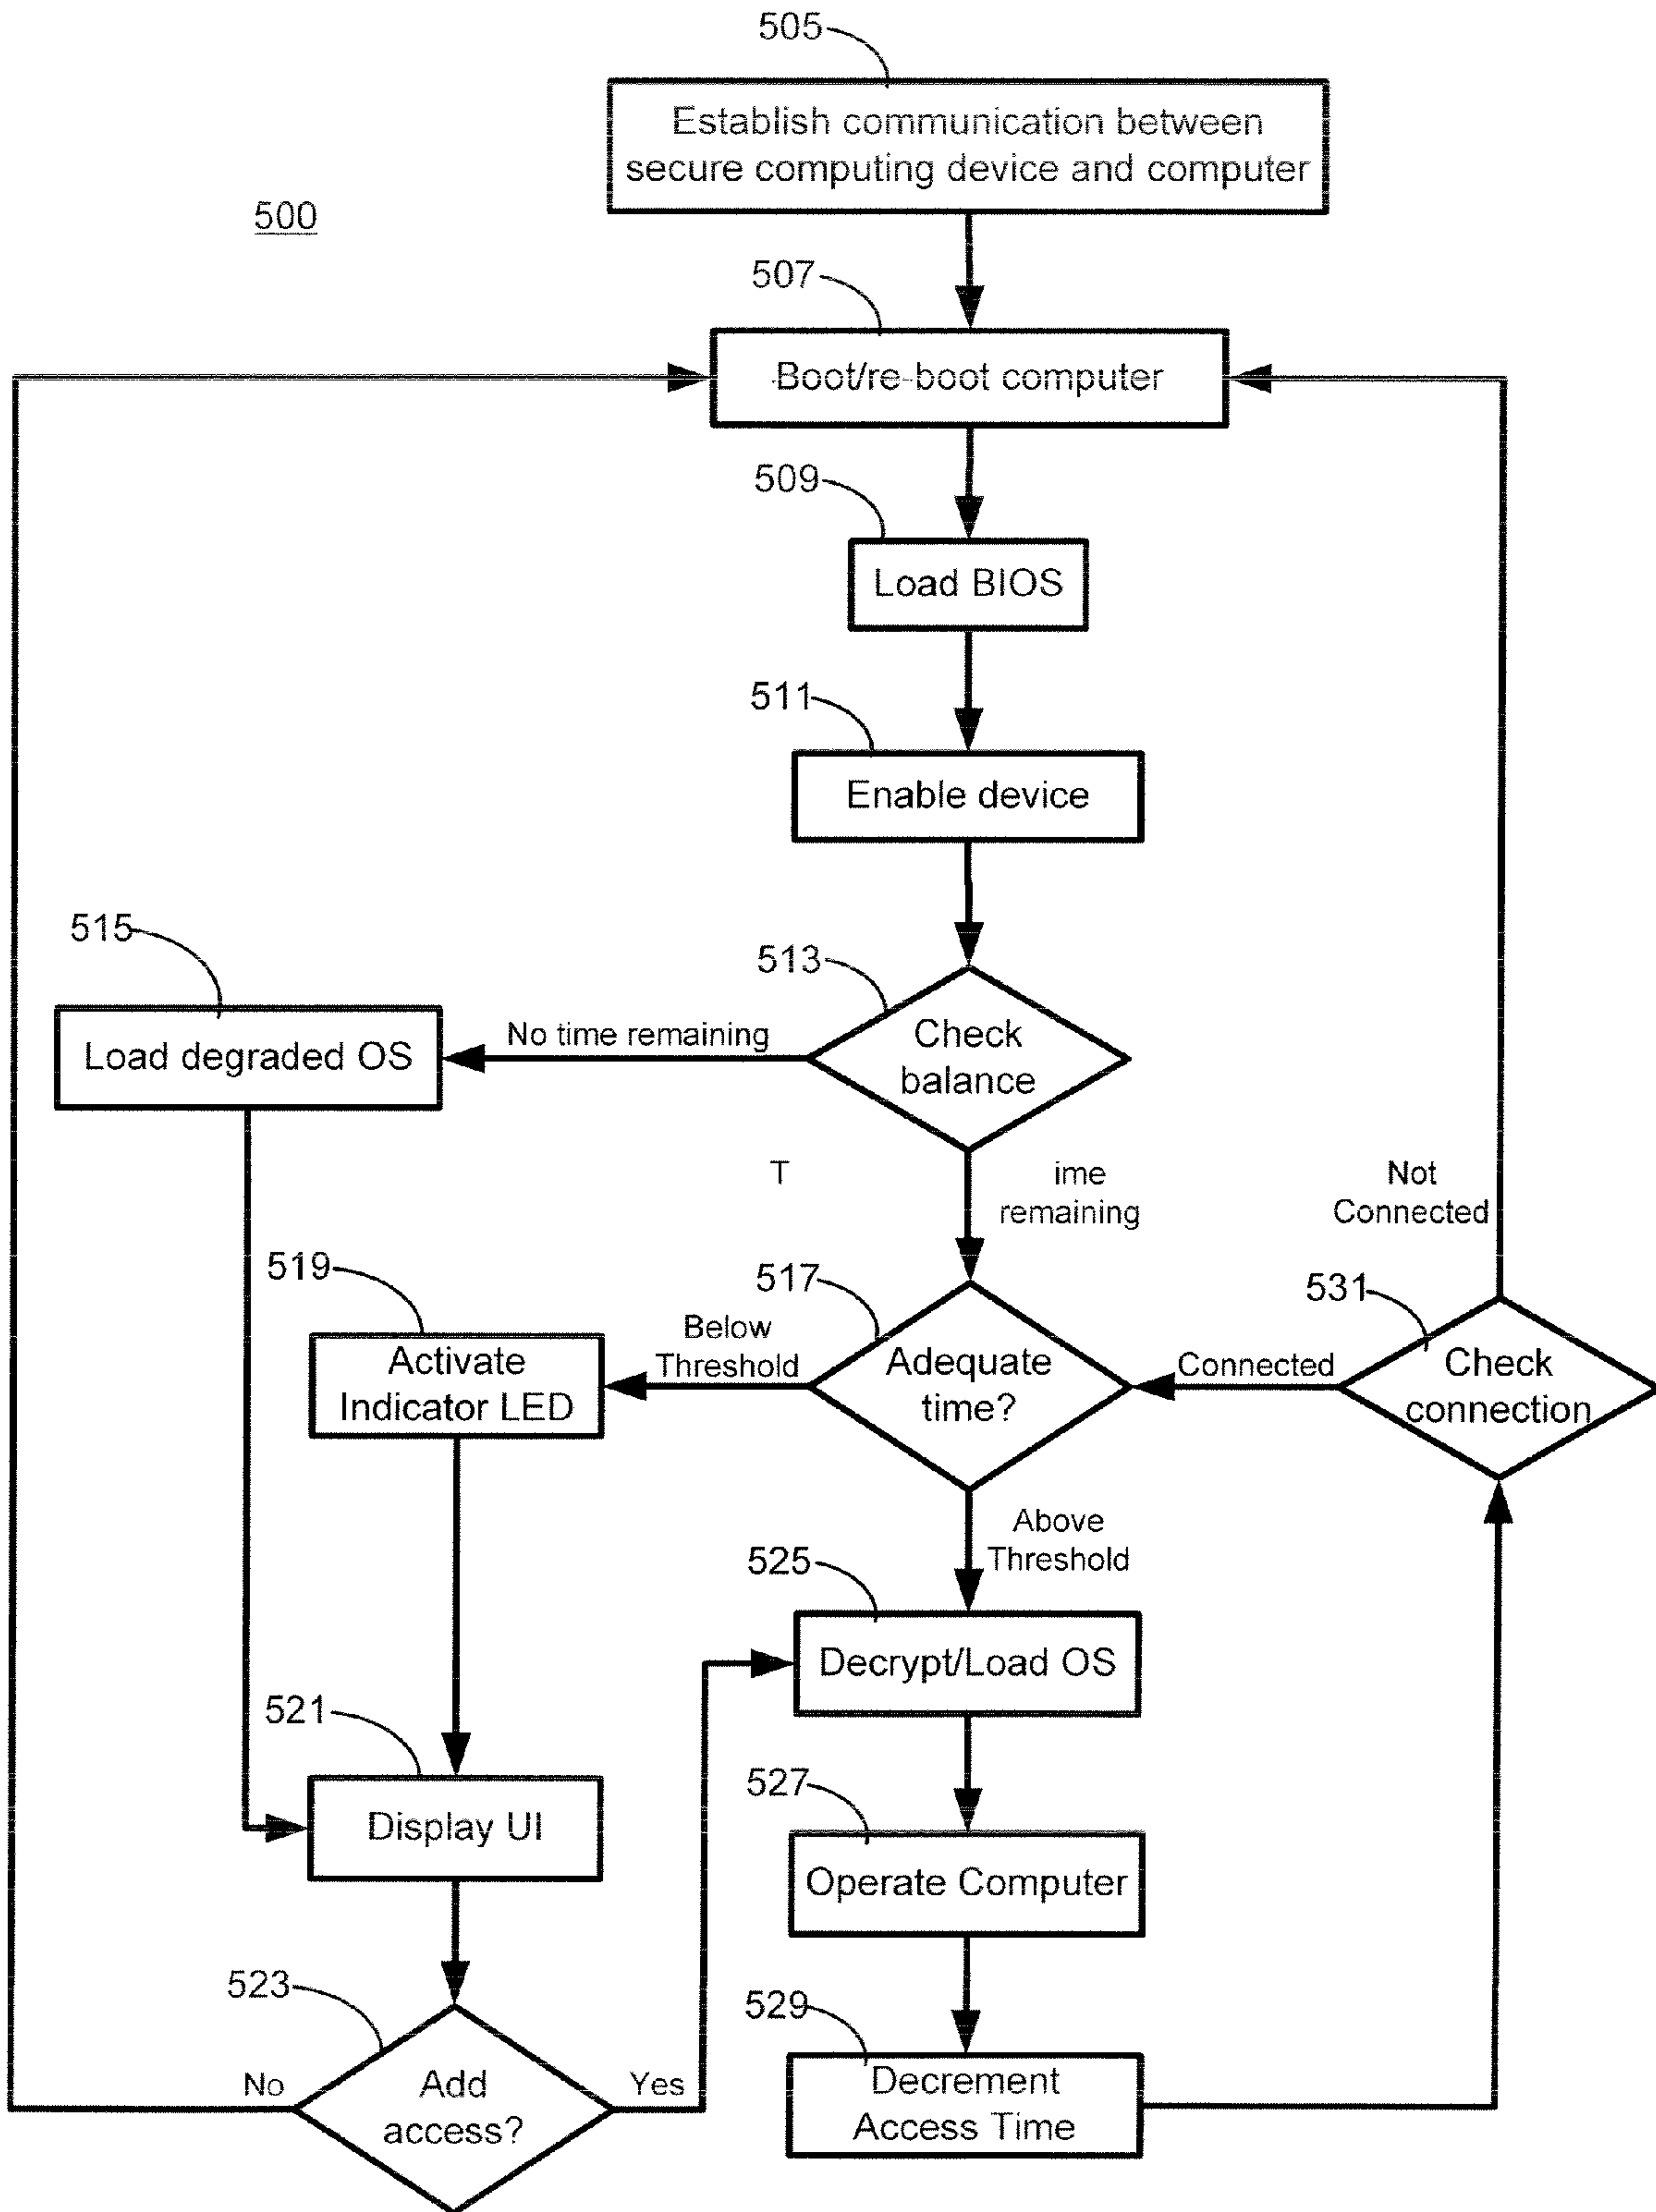 505
Establish communication between
secure computing device and computer
500
507
Boot/re-boot computer
509
Load BIOS
511
Enable device
515
513
Load degraded OS
No time remaining
Check
balance
T ime
remaining
Not
Connected
519
517
531
Activate
Indicator LED
Below
Threshold
Adequate
time?
Connected
Check
connection
Above
Threshold
525
Decrypt/Load OS
521
Display UI
527
Operate Computer
523
529
No
Add
access?
Yes
Decrement
Access Time